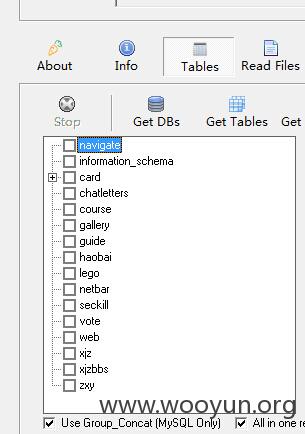 About Info Tables Read Files
Stop Get DBs Get Tables Get
navigate
information_schema
card
chatletters
course
gallery
guide
haobai
lego
netbar
seckill
vote
web
xjz
xjzbbs
zxy
www.wooyun.org
Use Group_Concat (MySQL Only) All in one re